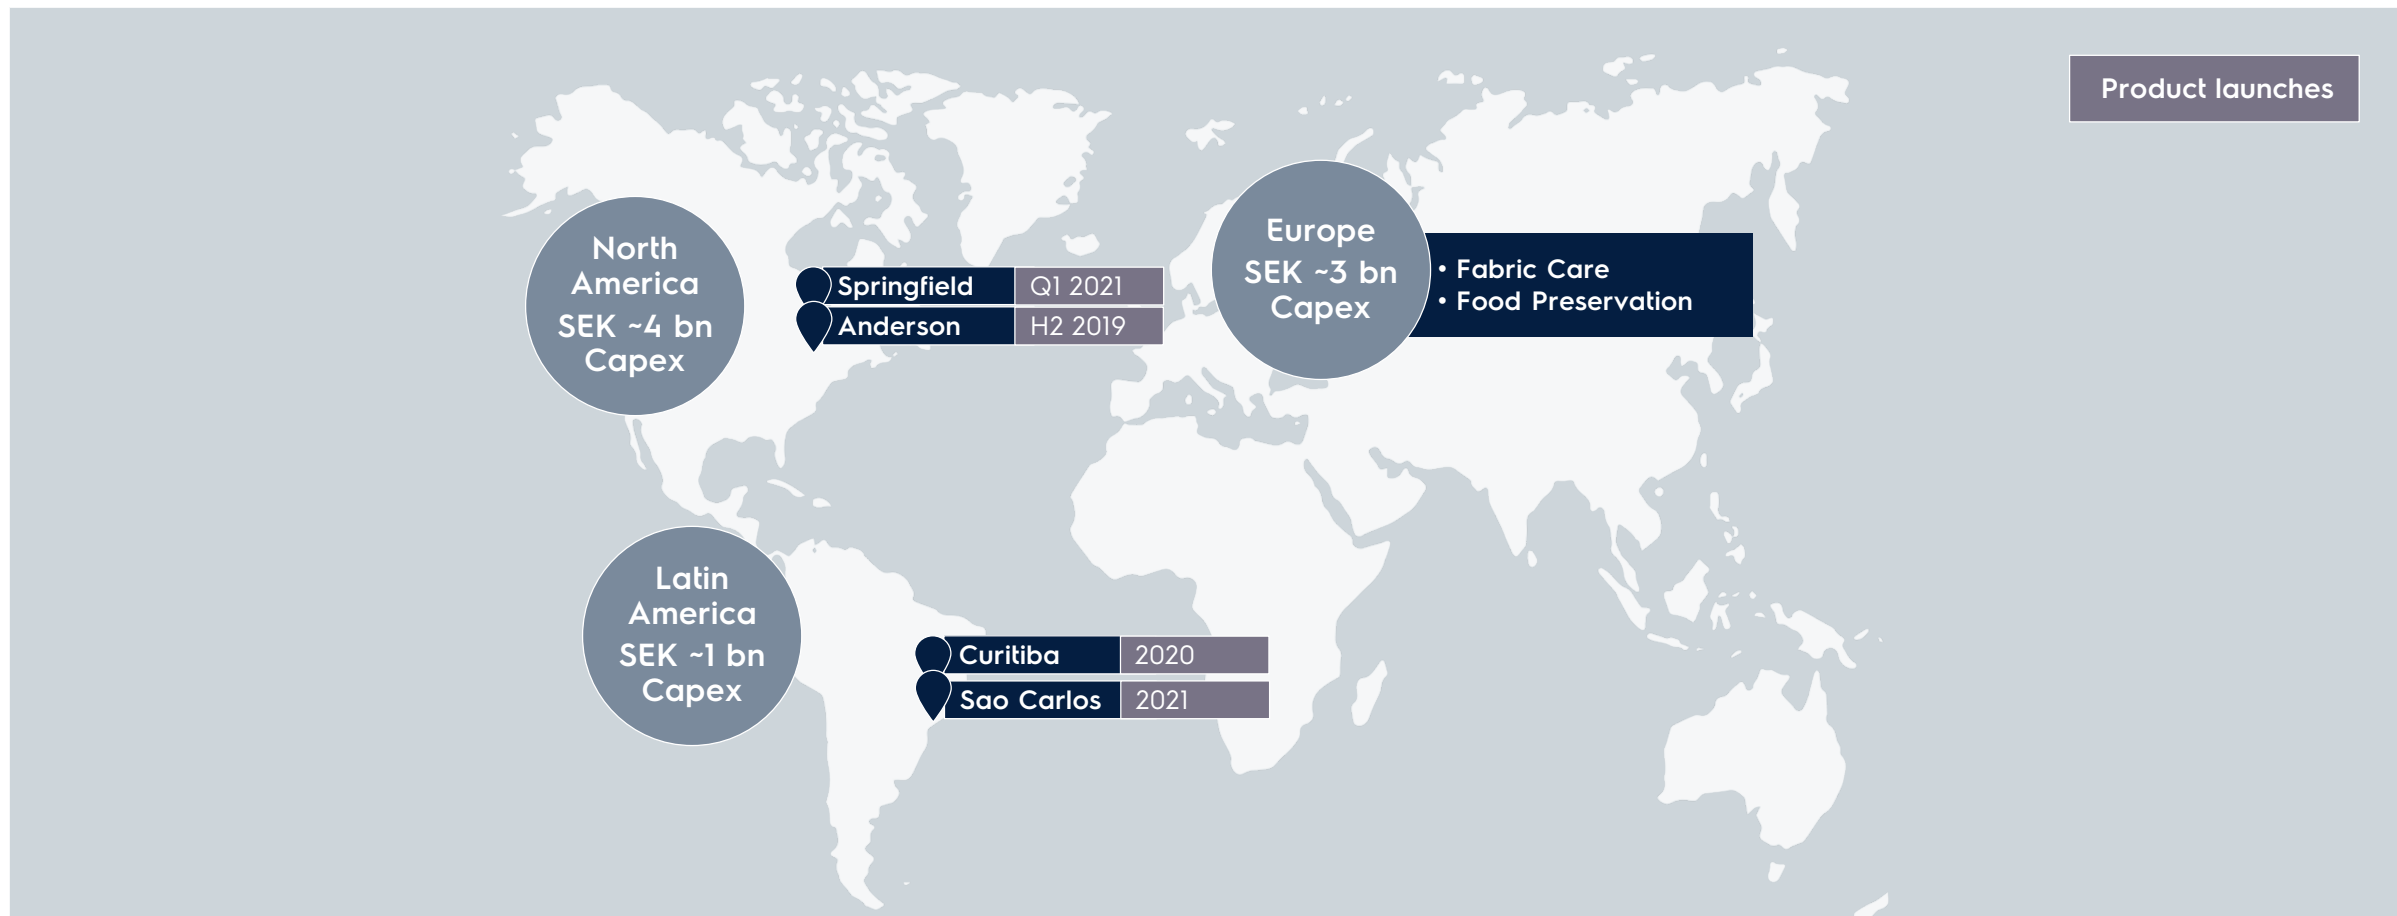 Product launches
North
America
SEK ~4 bn
Capex
Springfield
Q1 2021
Anderson
H2 2019
Europe
SEK ~3 bn
Capex
• Fabric Care
• Food Preservation
Latin
America
SEK ~1 bn
Capex
Curitiba
2020
Sao Carlos
2021